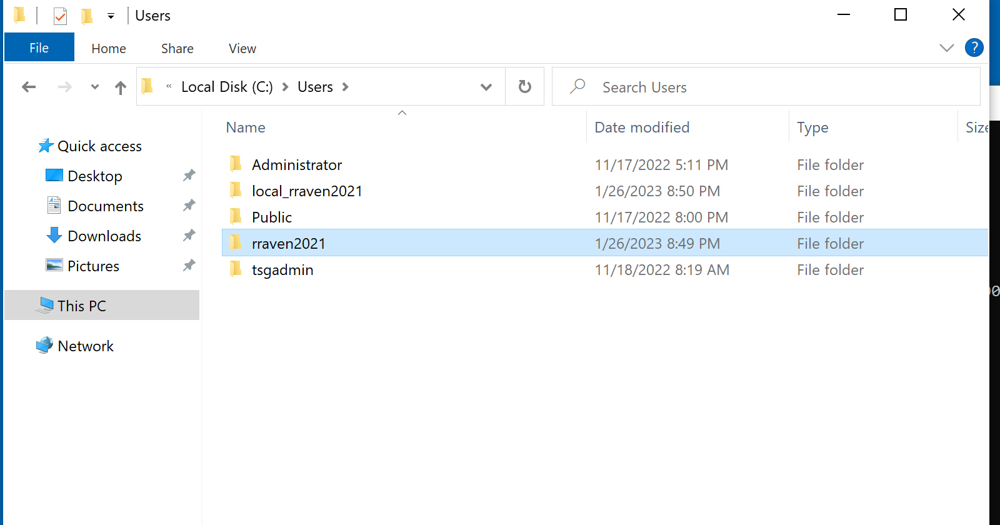 Users
File Home Share View
« Local Disk (C:) Users Search Users
Name Date modified Type Size
Quick access
Desktop
Documents
Downloads
Pictures
This PC
Network
Administrator 11/17/2022 5:11 PM File folder
local_rraven2021 1/26/2023 8:50 PM File folder
Public 11/17/2022 8:00 PM File folder
rraven2021 1/26/2023 8:49 PM File folder
tsgadmin 11/18/2022 8:19 AM File folder